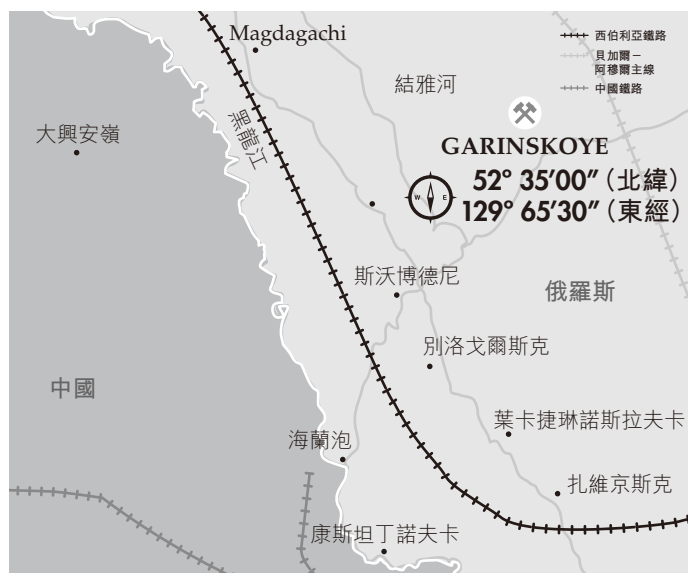 Magdagachi
西伯利亞鐵路
貝加爾－
阿穆爾主線
中國鐵路
結雅河
黑龍江
大興安嶺
GARINSKOYE
52° 35’00” (北緯)
129° 65’30” (東經)
W E
斯沃博德尼
俄羅斯
別洛戈爾斯克
中國
葉卡捷琳諾斯拉夫卡
海蘭泡
扎維京斯克
康斯坦丁諾夫卡